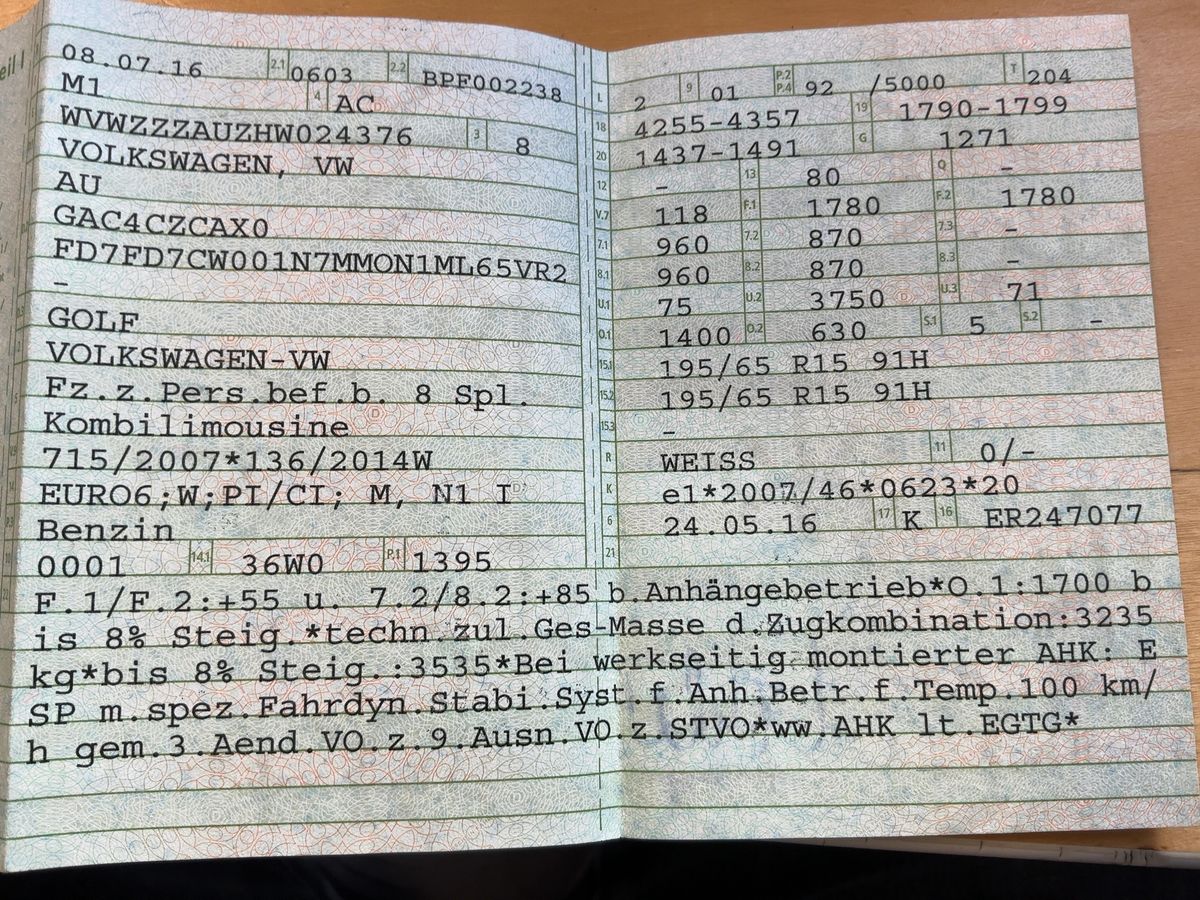 eil I
08.07.16 2.1 0603 2.2 BPF002238
M1 4 AC
WVWZZZAUZHW024376 3 8
VOLKSWAGEN, VW
AU
GAC4CZCAX0
FD7FD7CW001N7MMON1ML65VR2
–
GOLF
VOLKSWAGEN-VW
Fz.z.Pers.bef.b. 8 Spl.
Kombilimousine
715/2007*136/2014W
EURO6;W;PI/CI; M, N1 I
Benzin
0001 14.1 36W0 P.1 1395
L 2 9 01 P.2 P.4 92 /5000 T 204
18 4255-4357 19 1790-1799
20 1437-1491 G 1271
12 – 13 80 Q –
V.7 118 F.1 1780 F.2 1780
7.1 960 7.2 870 7.3 –
8.1 960 8.2 870 8.3 –
U.1 75 U.2 3750 U.3 71
O.1 1400 O.2 630 S.1 5 S.2 –
15.1 195/65 R15 91H
15.2 195/65 R15 91H
15.3 –
R WEISS 11 0/-
K e1*2007/46*0623*20
6 24.05.16 17 K 16 ER247077
21
F.1/F.2:+55 u. 7.2/8.2:+85 b.Anhängebetrieb*O.1:1700 b
is 8% Steig.*techn.zul.Ges-Masse d.Zugkombination:3235
kg*bis 8% Steig.:3535*Bei werkseitig montierter AHK: E
SP m.spez.Fahrdyn.Stabi.Syst.f.Anh.Betr.f.Temp.100 km/
h gem.3.Aend.VO.z.9.Ausn.VO.z.STVO*ww.AHK lt.EGTG*